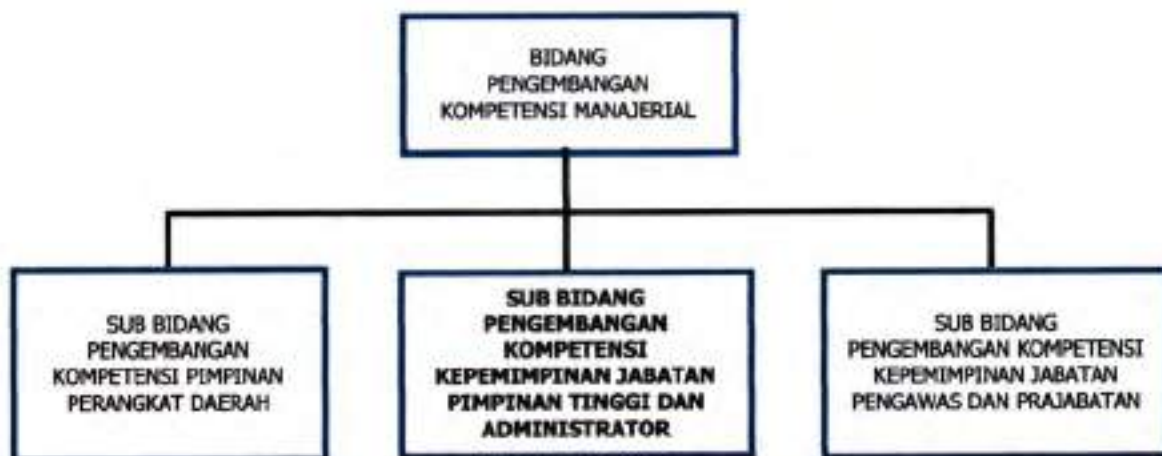 BIDANG
PENGEMBANGAN
KOMPETENSI MANAJERIAL
SUB BIDANG
PENGEMBANGAN
KOMPETENSI PIMPINAN
PERANGKAT DAERAH
SUB BIDANG
PENGEMBANGAN
KOMPETENSI
KEPEMIMPINAN JABATAN
PIMPINAN TINGGI DAN
ADMINISTRATOR
SUB BIDANG
PENGEMBANGAN KOMPETENSI
KEPEMIMPINAN JABATAN
PENGAWAS DAN PRAJABATAN